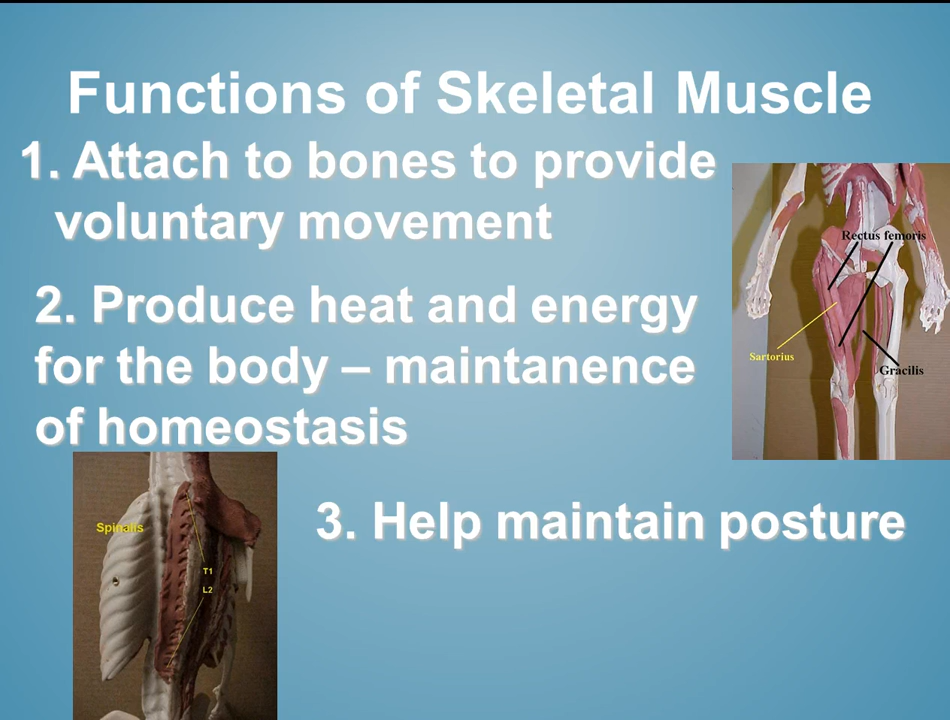 Functions of Skeletal Muscle
1. Attach to bones to provide
voluntary movement
Rectus femoris
Sartorius
Gracilis
2. Produce heat and energy
for the body – maintanence
of homeostasis
Spinalis
T1
L2
3. Help maintain posture